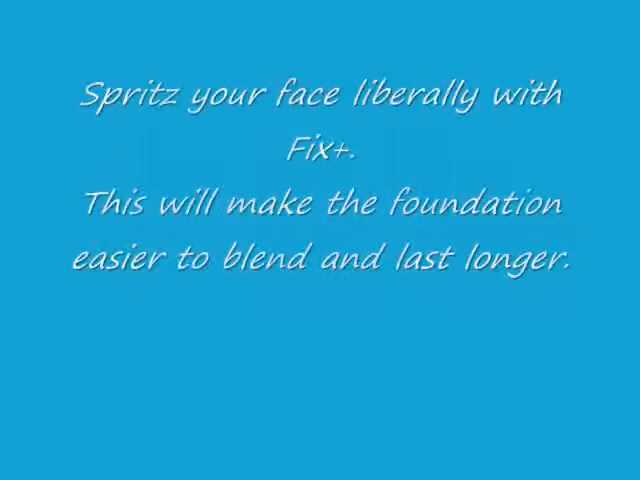 Spritz your face liberally with
Fix+.
This will make the foundation
easier to blend and last longer.